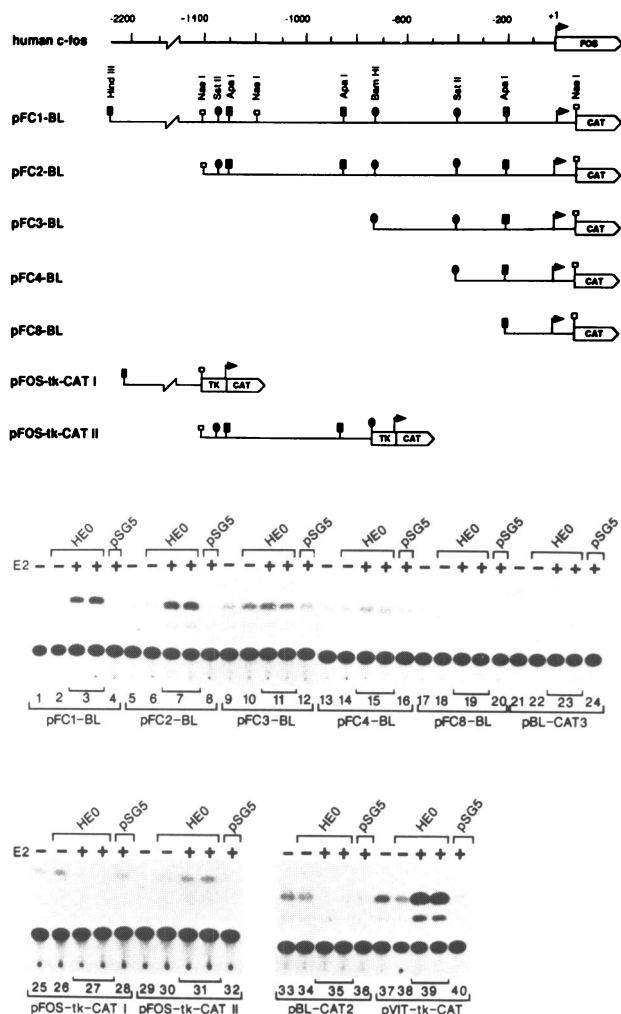 -2200 -1400 -1000 -600 +1
human c-fos FOS
Hind III Nae I Sst II Apa I Nae I Apa I Bam HI Sst II Apa I Nae I
pFC1-BL CAT
pFC2-BL CAT
pFC3-BL CAT
pFC4-BL CAT
pFC8-BL CAT
pFOS-tk-CAT I TK CAT
pFOS-tk-CAT II TK CAT
HE0 pSG5 HE0 pSG5 HE0 pSG5 HE0 pSG5 HE0 pSG5 HE0 pSG5
E2 - - + + + - - + + + - - + + + - - + + + - - + + + - - + + +
1 2 3 4 5 6 7 8 9 10 11 12 13 14 15 16 17 18 19 20 21 22 23 24
pFC1-BL pFC2-BL pFC3-BL pFC4-BL pFC8-BL pBL-CAT3
HE0 pSG5 HE0 pSG5 HE0 pSG5 HE0 pSG5
E2 - - + + + - - + + + - - + + + - - + + +
25 26 27 28 29 30 31 32 33 34 35 36 37 38 39 40
pFOS-tk-CAT I pFOS-tk-CAT II pBL-CAT2 pVIT-tk-CAT